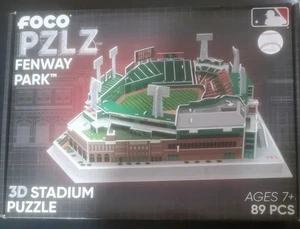 FOCO
PZLZ
FENWAY
PARK™
3D STADIUM
PUZZLE
AGES 7+
89 PCS